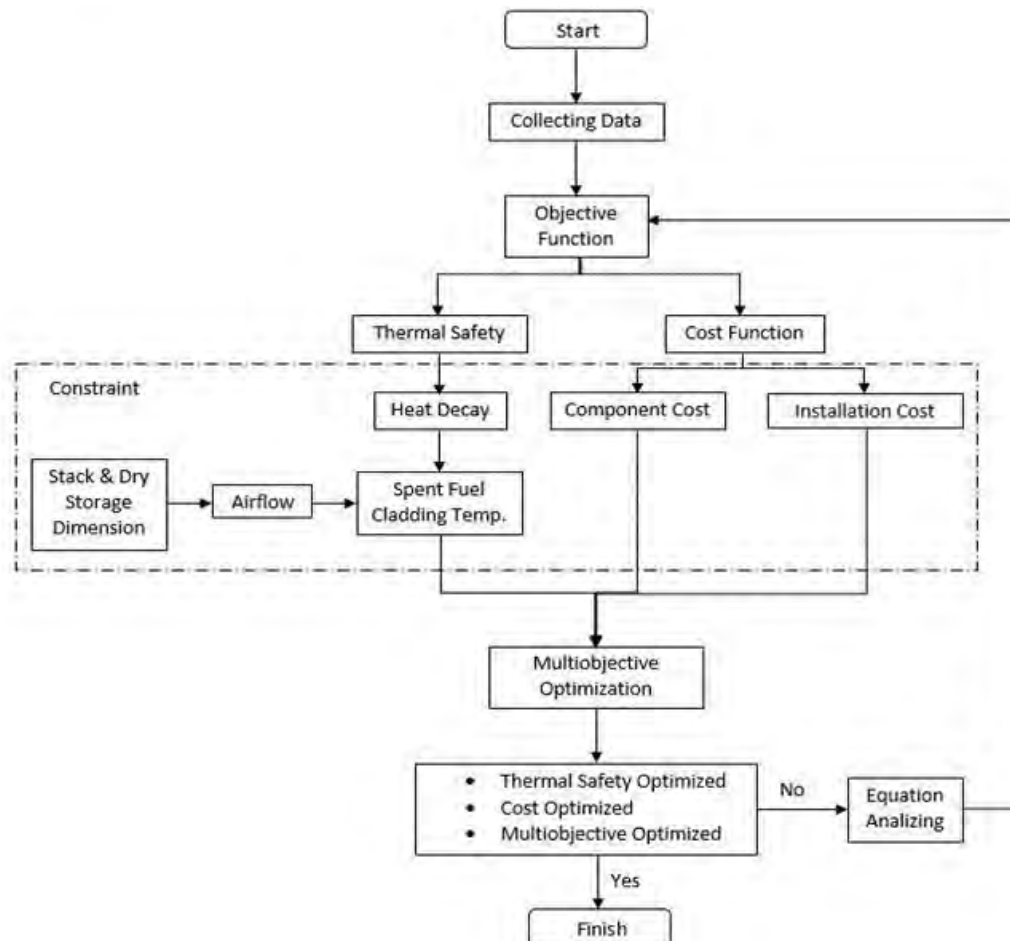 Start
Collecting Data
Objective
Function
Thermal Safety
Cost Function
Constraint
Heat Decay
Component Cost
Installation Cost
Stack & Dry
Storage
Dimension
Airflow
Spent Fuel
Cladding Temp.
Multiobjective
Optimization
• Thermal Safety Optimized
• Cost Optimized
• Multiobjective Optimized
No
Equation
Analizing
Yes
Finish